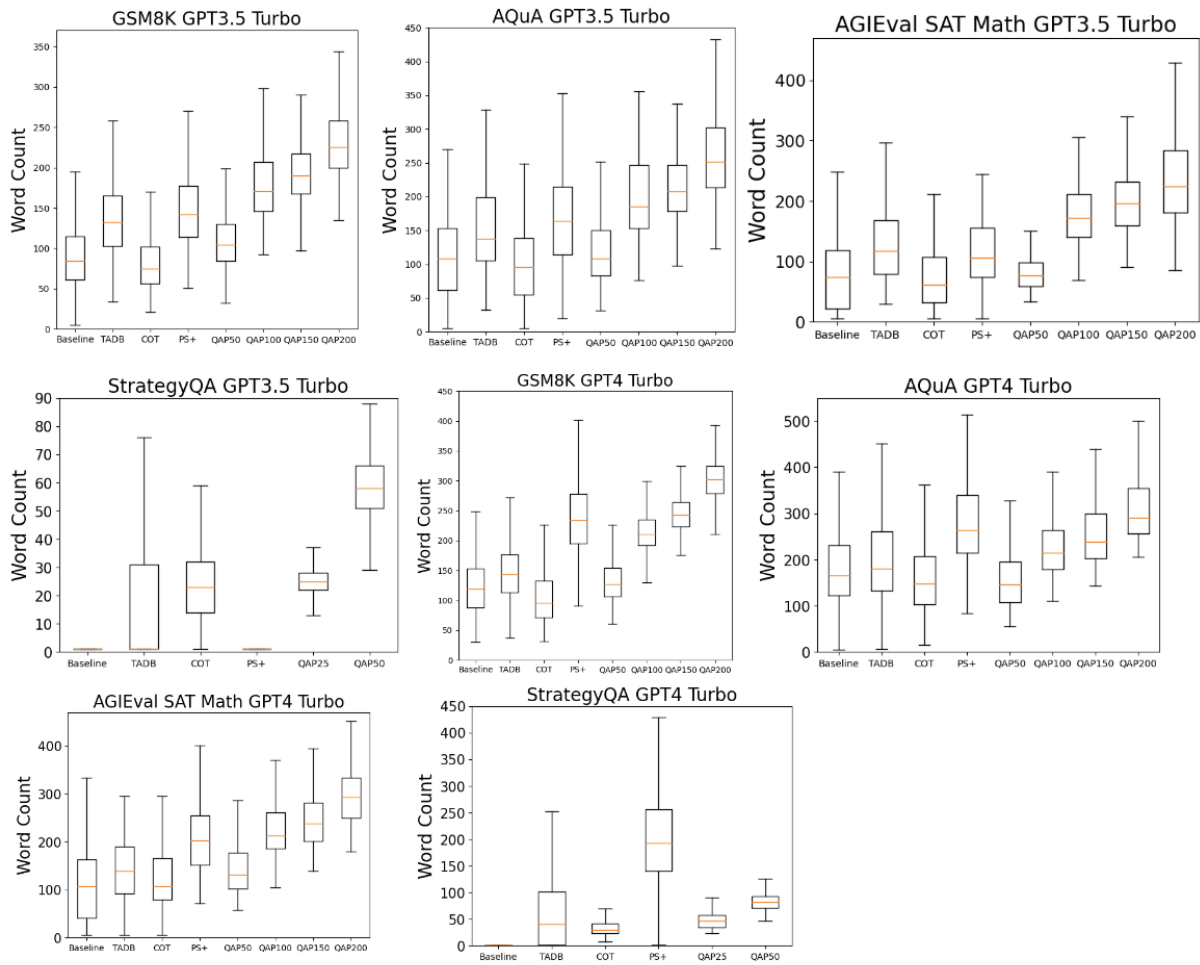 GSM8K GPT3.5 Turbo
Word Count
350
300
250
200
150
100
50
0
Baseline TADB COT PS+ QAP50 QAP100 QAP150 QAP200
AQuA GPT3.5 Turbo
Word Count
450
400
350
300
250
200
150
100
50
0
Baseline TADB COT PS+ QAP50 QAP100 QAP150 QAP200
AGIEval SAT Math GPT3.5 Turbo
Word Count
400
300
200
100
0
Baseline TADB COT PS+ QAP50 QAP100 QAP150 QAP200
StrategyQA GPT3.5 Turbo
Word Count
90
80
70
60
50
40
30
20
10
0
Baseline TADB COT PS+ QAP25 QAP50
GSM8K GPT4 Turbo
Word Count
450
400
350
300
250
200
150
100
50
0
Baseline TADB COT PS+ QAP50 QAP100 QAP150 QAP200
AQuA GPT4 Turbo
Word Count
500
400
300
200
100
0
Baseline TADB COT PS+ QAP50 QAP100 QAP150 QAP200
AGIEval SAT Math GPT4 Turbo
Word Count
400
300
200
100
0
Baseline TADB COT PS+ QAP50 QAP100 QAP150 QAP200
StrategyQA GPT4 Turbo
Word Count
450
400
350
300
250
200
150
100
50
0
Baseline TADB COT PS+ QAP25 QAP50